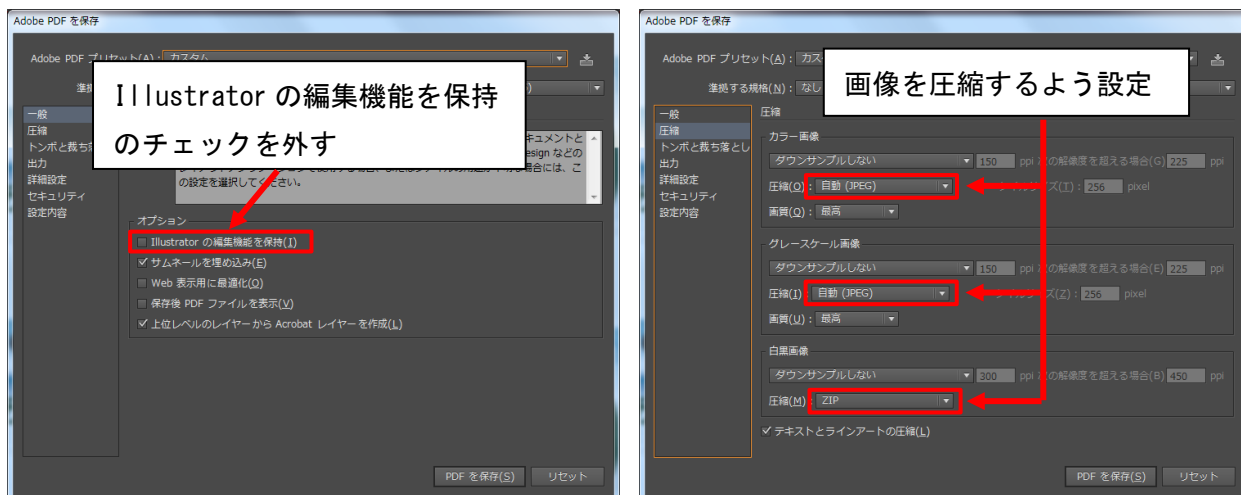 Adobe PDF を保存
Adobe PDF プリセット(A): カスタム
準
Illustrator の編集機能を保持
のチェックを外す
一般
圧縮
トンボと裁ち
出力
詳細設定
セキュリティ
設定内容
キュメントと
esign などの
合には、こ
の設定を選択してください。
オプション
Illustrator の編集機能を保持(I)
サムネールを埋め込み(E)
Web 表示用に最適化(O)
保存後 PDF ファイルを表示(V)
上位レベルのレイヤーから Acrobat レイヤーを作成(L)
PDF を保存(S)
リセット
Adobe PDF を保存
Adobe PDF プリセット(A): カス
準拠する規格(N): なし
画像を圧縮するよう設定
一般
圧縮
トンボと裁ち落とし
出力
詳細設定
セキュリティ
設定内容
圧縮
カラー画像
ダウンサンプルしない 150 ppi 次の解像度を超える場合(G) 225 ppi
圧縮(O): 自動 (JPEG) イルサイズ(T): 256 pixel
画質(Q): 最高
グレースケール画像
ダウンサンプルしない 150 ppi 次の解像度を超える場合(E) 225 ppi
圧縮(I): 自動 (JPEG) イルサイズ(Z): 256 pixel
画質(U): 最高
白黒画像
ダウンサンプルしない 300 ppi 次の解像度を超える場合(B) 450 ppi
圧縮(M): ZIP
テキストとラインアートの圧縮(L)
PDF を保存(S)
リセット